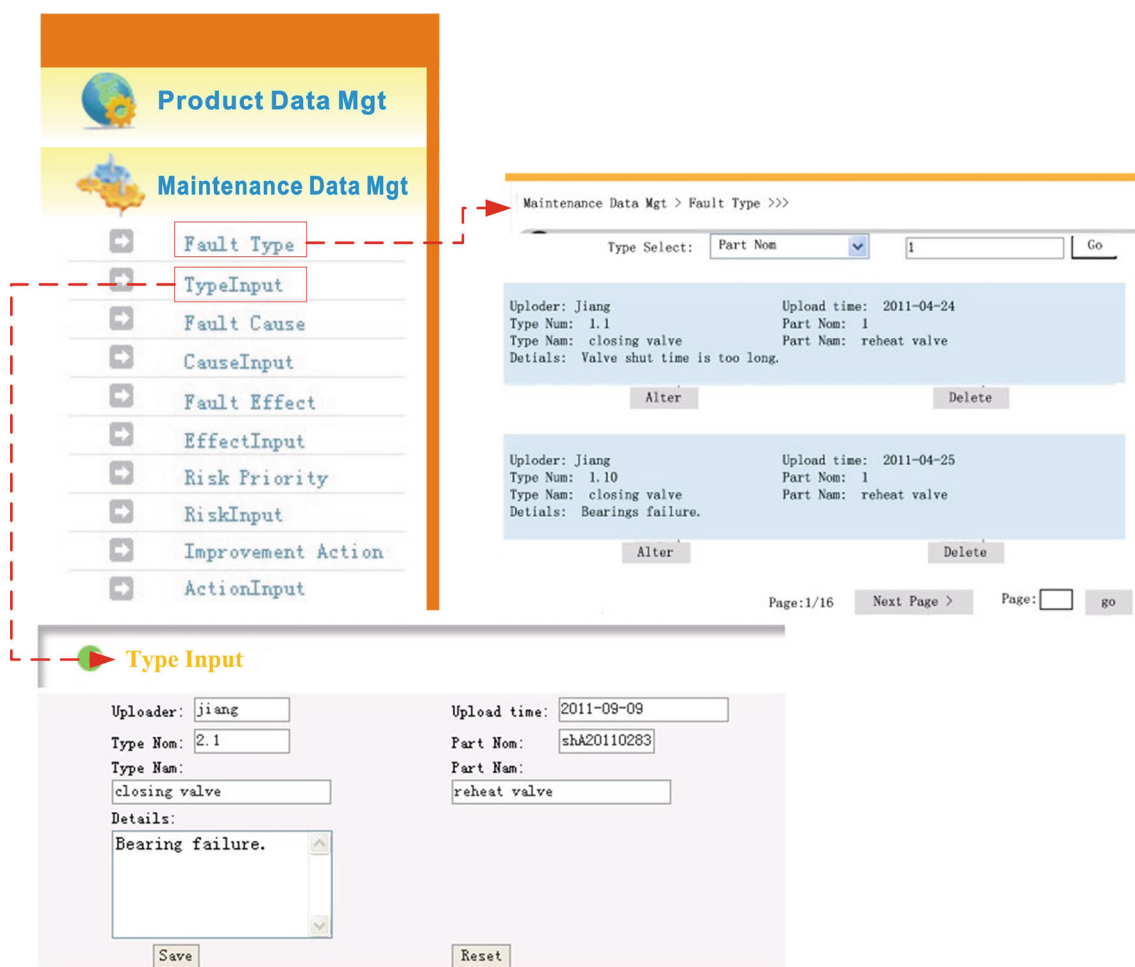 Product Data Mgt
Maintenance Data Mgt
Fault Type
TypeInput
Fault Cause
CauseInput
Fault Effect
EffectInput
Risk Priority
RiskInput
Improvement Action
ActionInput
Maintenance Data Mgt > Fault Type >>>
Type Select: Part Nom 1 Go
Uploder: Jiang Upload time: 2011-04-24
Type Num: 1.1 Part Nom: 1
Type Nam: closing valve Part Nam: reheat valve
Detials: Valve shut time is too long.
Alter Delete
Uploder: Jiang Upload time: 2011-04-25
Type Num: 1.10 Part Nom: 1
Type Nam: closing valve Part Nam: reheat valve
Detials: Bearings failure.
Alter Delete
Page:1/16 Next Page > Page: go
Type Input
Uploader: jiang Upload time: 2011-09-09
Type Nom: 2.1 Part Nom: shA20110283
Type Nam: Part Nam:
closing valve reheat valve
Details:
Bearing failure.
Save Reset